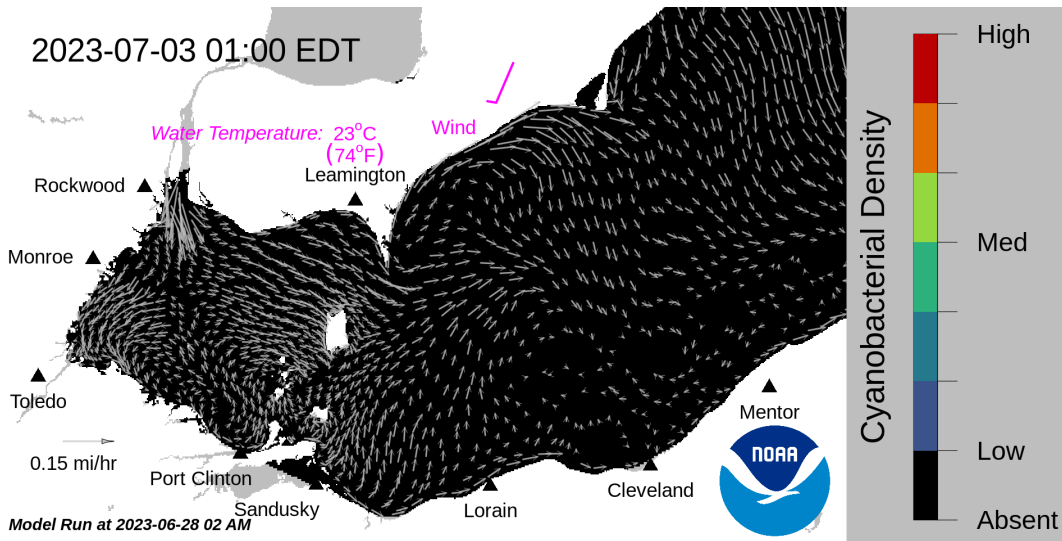 2023-07-03 01:00 EDT
High
Wind
Water Temperature: 23°C
(74°F)
Leamington
Rockwood
Monroe
Med
Cyanobacterial Density
Toledo
Mentor
NOAA
0.15 mi/hr
Port Clinton
Cleveland
Low
Sandusky
Lorain
Model Run at 2023-06-28 02 AM
Absent